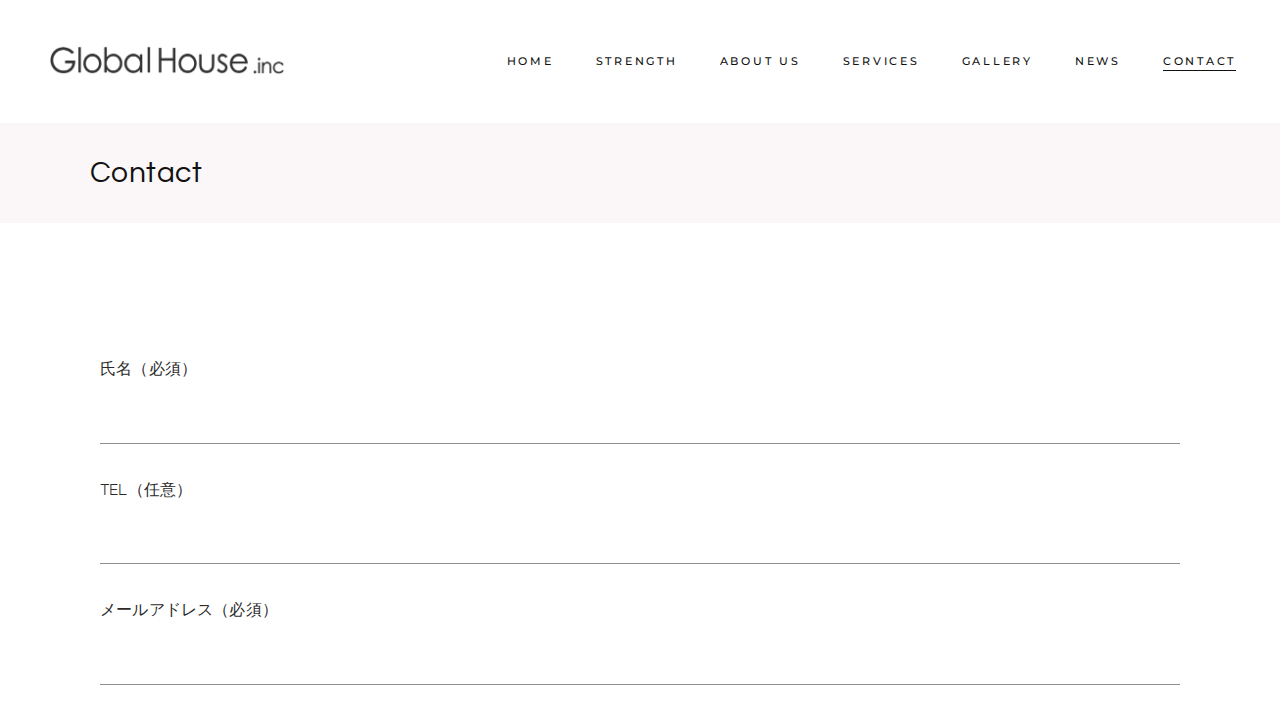 Global House .inc
HOME STRENGTH ABOUT US SERVICES GALLERY NEWS CONTACT
Contact
氏名（必須）
TEL（任意）
メールアドレス（必須）